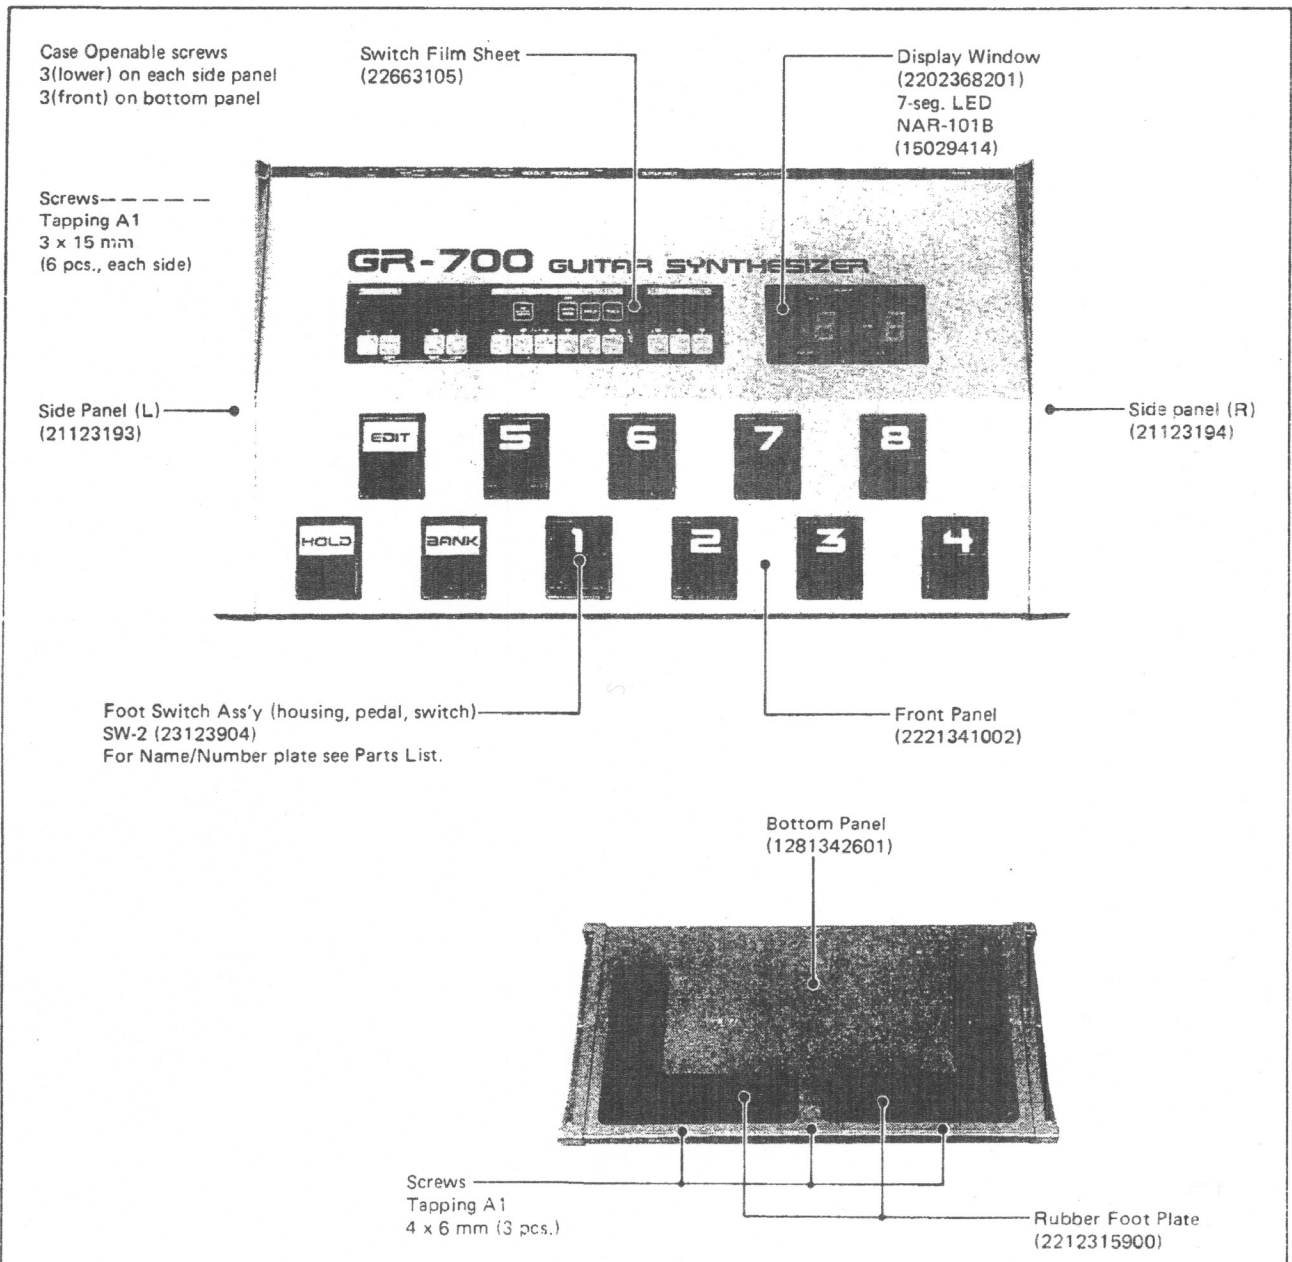 Case Openable screws
3(lower) on each side panel
3(front) on bottom panel
Switch Film Sheet
(22663105)
Display Window
(2202368201)
7-seg. LED
NAR-101B
(15029414)
Screws
Tapping A1
3 x 15 mm
(6 pcs., each side)
GR-700 GUITAR SYNTHESIZER
Side Panel (L)
(21123193)
Side panel (R)
(21123194)
EDIT 5 6 7 8
HOLD BANK 1 2 3 4
Foot Switch Ass'y (housing, pedal, switch)
SW-2 (23123904)
For Name/Number plate see Parts List.
Front Panel
(2221341002)
Bottom Panel
(1281342601)
Screws
Tapping A1
4 x 6 mm (3 pcs.)
Rubber Foot Plate
(2212315900)